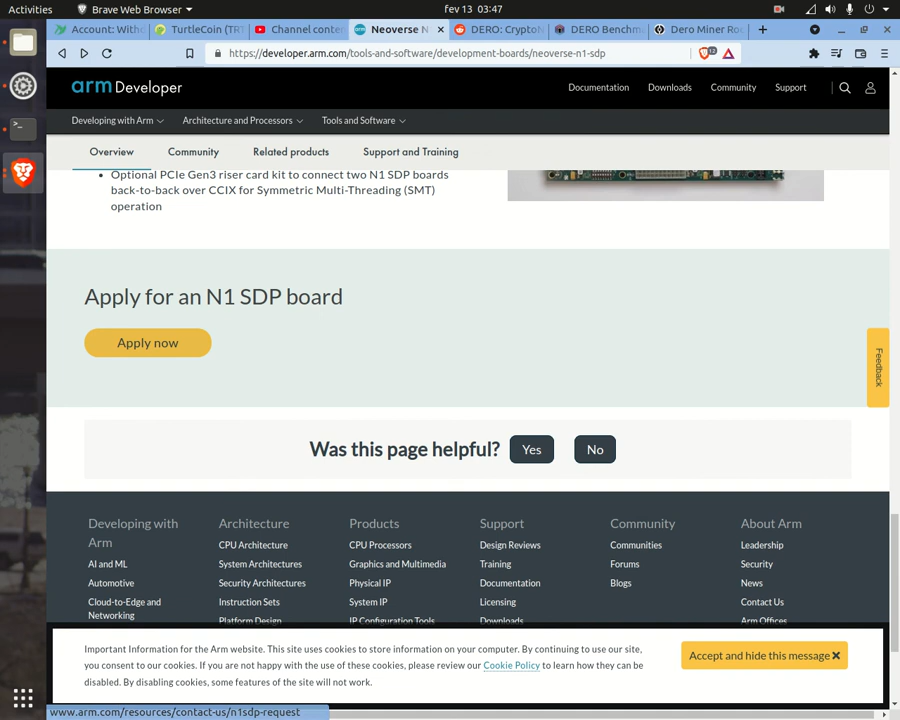 Activities
Brave Web Browser
fev 13 03:47
Account: With
TurtleCoin (TRT
Channel conte
Neoverse N
DERO: CryptoN
DERO Benchm
Dero Miner Ro
https://developer.arm.com/tools-and-software/development-boards/neoverse-n1-sdp
arm Developer
Documentation
Downloads
Community
Support
Developing with Arm
Architecture and Processors
Tools and Software
Overview
Community
Related products
Support and Training
• Optional PCIe Gen3 riser card kit to connect two N1 SDP boards
back-to-back over CCIX for Symmetric Multi-Threading (SMT)
operation
Apply for an N1 SDP board
Apply now
Feedback
Was this page helpful?
Yes
No
Developing with
Arm
AI and ML
Automotive
Cloud-to-Edge and
Networking
Architecture
CPU Architecture
System Architectures
Security Architectures
Instruction Sets
Platform Design
Products
CPU Processors
Graphics and Multimedia
Physical IP
System IP
IP Configuration Tools
Support
Design Reviews
Training
Documentation
Licensing
Downloads
Community
Communities
Forums
Blogs
About Arm
Leadership
Security
News
Contact Us
Arm Offices
Important Information for the Arm website. This site uses cookies to store information on your computer. By continuing to use our site,
you consent to our cookies. If you are not happy with the use of these cookies, please review our Cookie Policy to learn how they can be
disabled. By disabling cookies, some features of the site will not work.
Accept and hide this message ×
www.arm.com/resources/contact-us/n1sdp-request